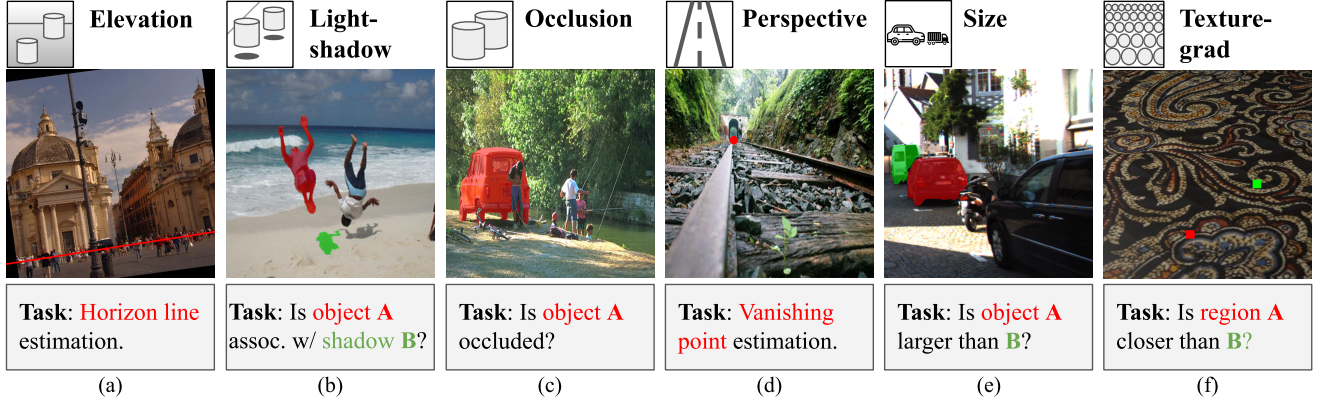 Elevation
Light-
shadow
Occlusion
Perspective
Size
Texture-
grad
Task: Horizon line
estimation.
Task: Is object A
assoc. w/ shadow B?
Task: Is object A
occluded?
Task: Vanishing
point estimation.
Task: Is object A
larger than B?
Task: Is region A
closer than B?
(a)
(b)
(c)
(d)
(e)
(f)